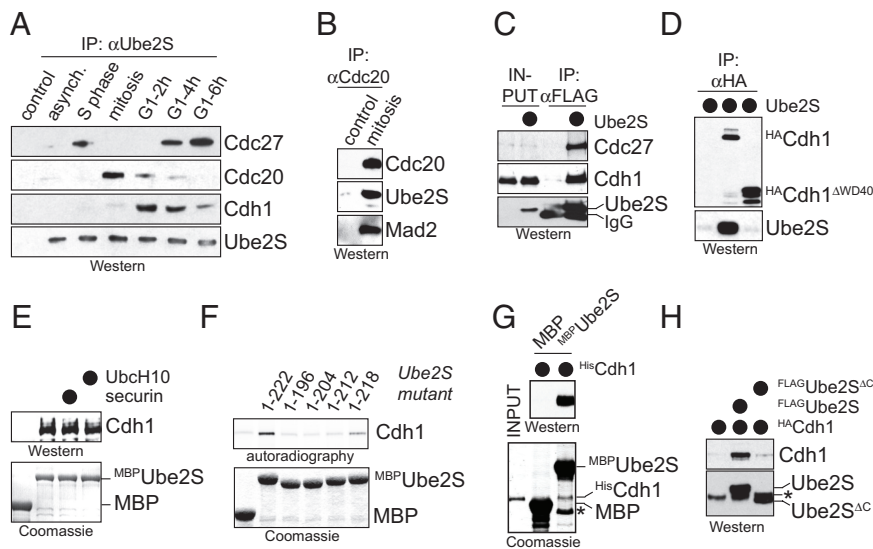 A
IP: αUbe2S
control
asynch.
S phase
mitosis
G1-2h
G1-4h
G1-6h
Cdc27
Cdc20
Cdh1
Ube2S
Western
B
IP:
αCdc20
control
mitosis
Cdc20
Ube2S
Mad2
Western
C
IN- IP:
PUT αFLAG
Ube2S
Cdc27
Cdh1
Ube2S
IgG
Western
D
IP:
αHA
Ube2S
HACdh1
HACdh1ΔWD40
Ube2S
Western
E
UbcH10
securin
Cdh1
Western
MBPUbe2S
MBP
Coomassie
F
1-222
1-196
1-204
1-212
1-218
Ube2S
mutant
Cdh1
autoradiography
MBPUbe2S
MBP
Coomassie
G
MBP
MBPUbe2S
HisCdh1
INPUT
Western
MBPUbe2S
HisCdh1
MBP
*
Coomassie
H
FLAGUbe2SΔC
FLAGUbe2S
HACdh1
Cdh1
Ube2S
*
Ube2SΔC
Western